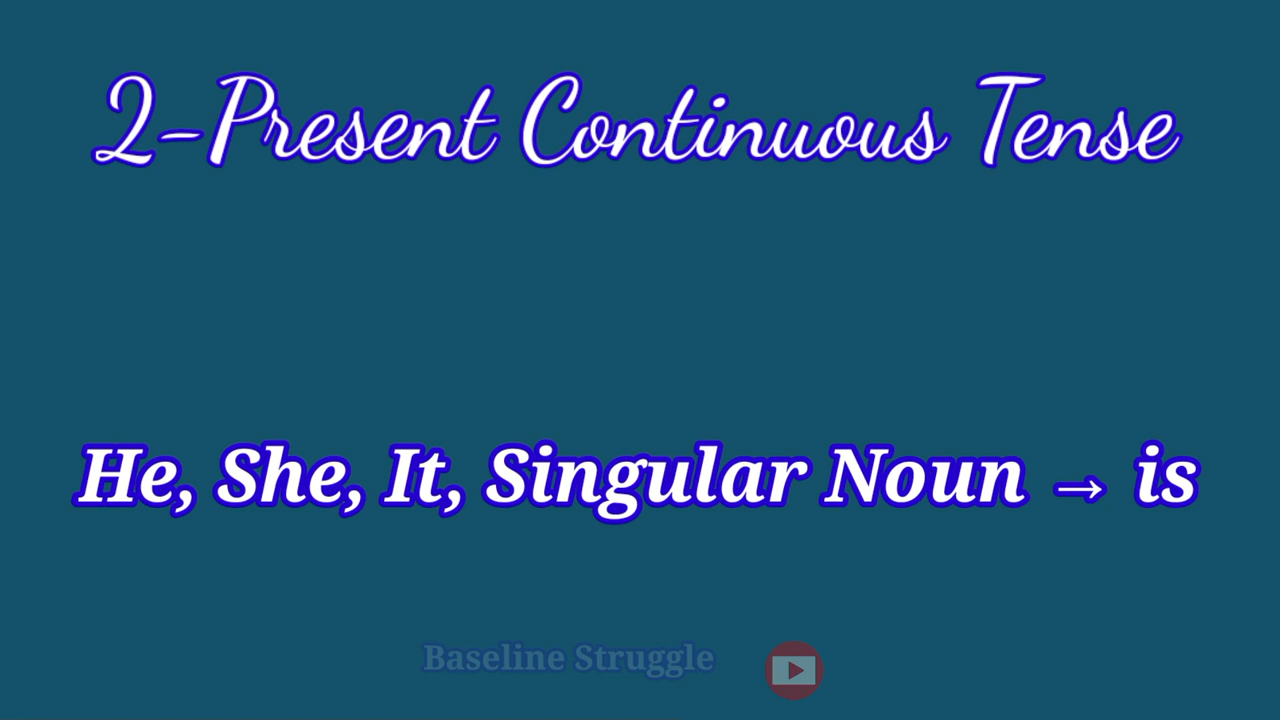 2-Present Continuous Tense
He, She, It, Singular Noun → is
Baseline Struggle